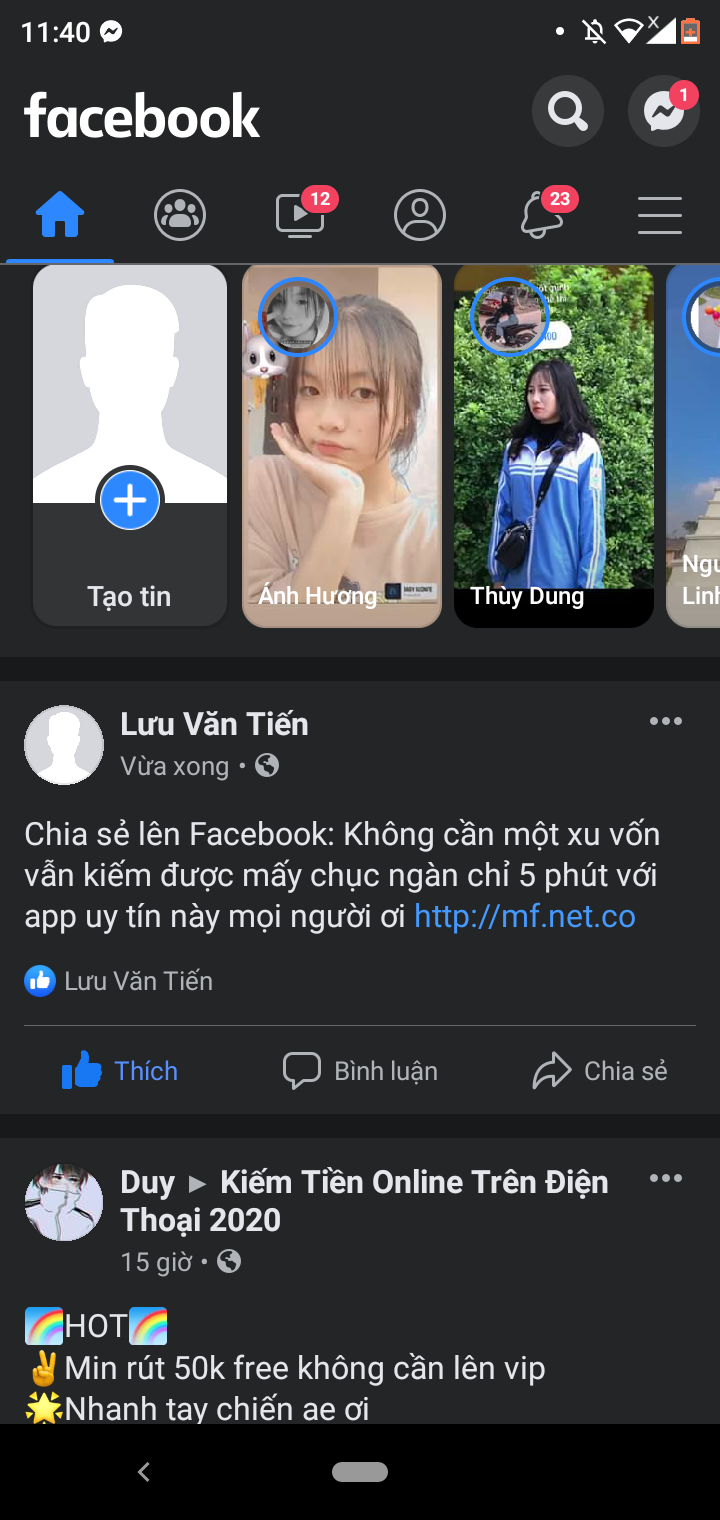 11:40
facebook
1
12
23
Tạo tin
Ánh Hương
Thùy Dung
Linh
Lưu Văn Tiến
Vừa xong •
Chia sẻ lên Facebook: Không cần một xu vốn
vẫn kiếm được mấy chục ngàn chỉ 5 phút với
app uy tín này mọi người ơi http://mf.net.co
Lưu Văn Tiến
Thích
Bình luận
Chia sẻ
Duy ▶ Kiếm Tiền Online Trên Điện
Thoại 2020
15 giờ •
🌈HOT🌈
✌Min rút 50k free không cần lên vip
🌟Nhanh tay chiến ae ơi